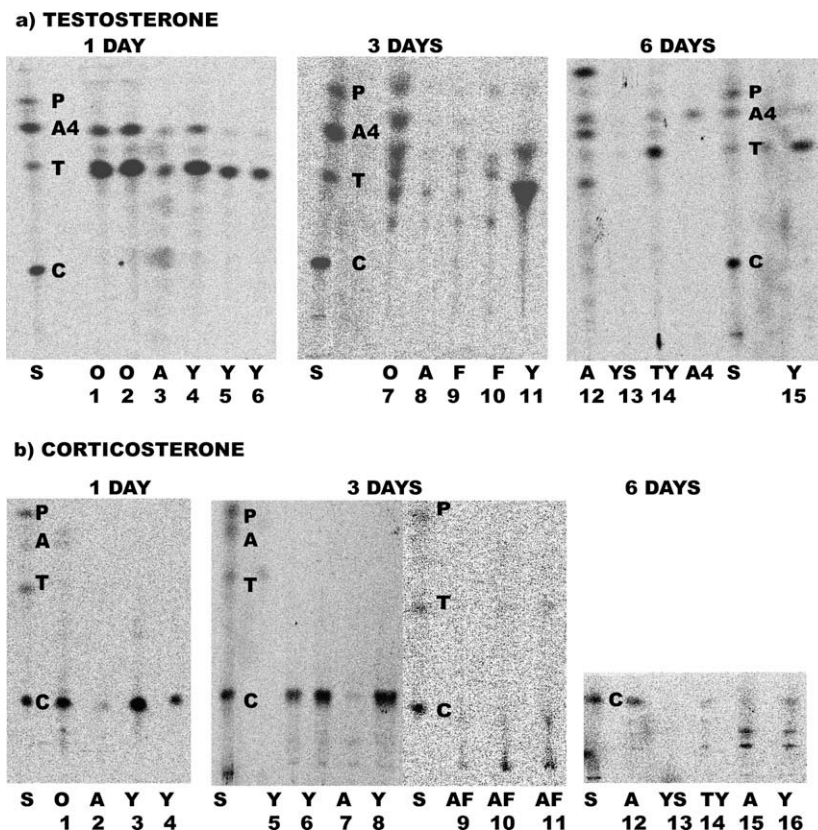 a) TESTOSTERONE
1 DAY 3 DAYS 6 DAYS
P P P
A4 A4 A4
T T T
C C C
S O O A Y Y Y S O A F F Y A YS TY A4 S Y
1 2 3 4 5 6 7 8 9 10 11 12 13 14 15
b) CORTICOSTERONE
1 DAY 3 DAYS 6 DAYS
P P P
A A
T T T
C C C C
S O A Y Y S Y Y A Y S AF AF AF S A YS TY A Y
1 2 3 4 5 6 7 8 9 10 11 12 13 14 15 16